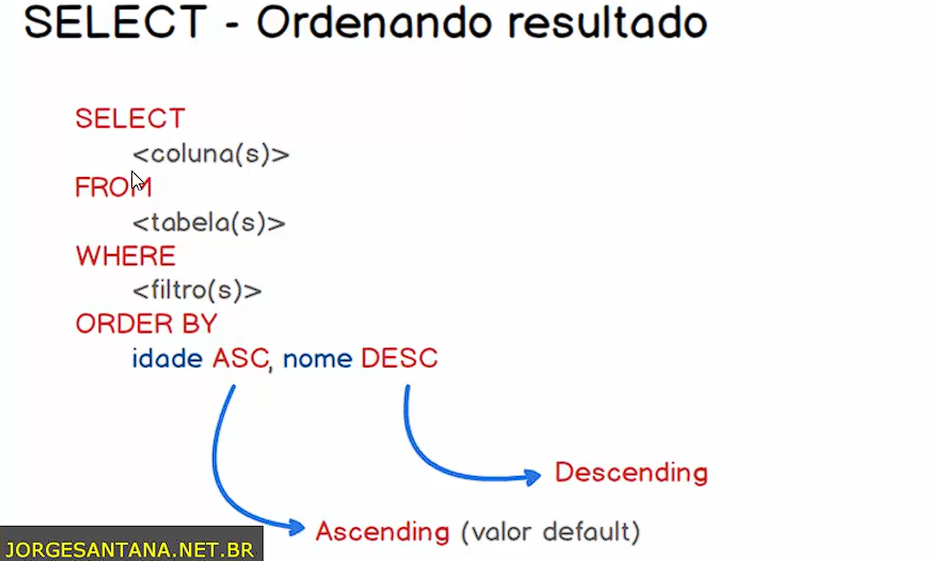 SELECT - Ordenando resultado
SELECT
<coluna(s)>
FROM
<tabela(s)>
WHERE
<filtro(s)>
ORDER BY
idade ASC, nome DESC
Descending
Ascending (valor default)
JORGESANTANA.NET.BR